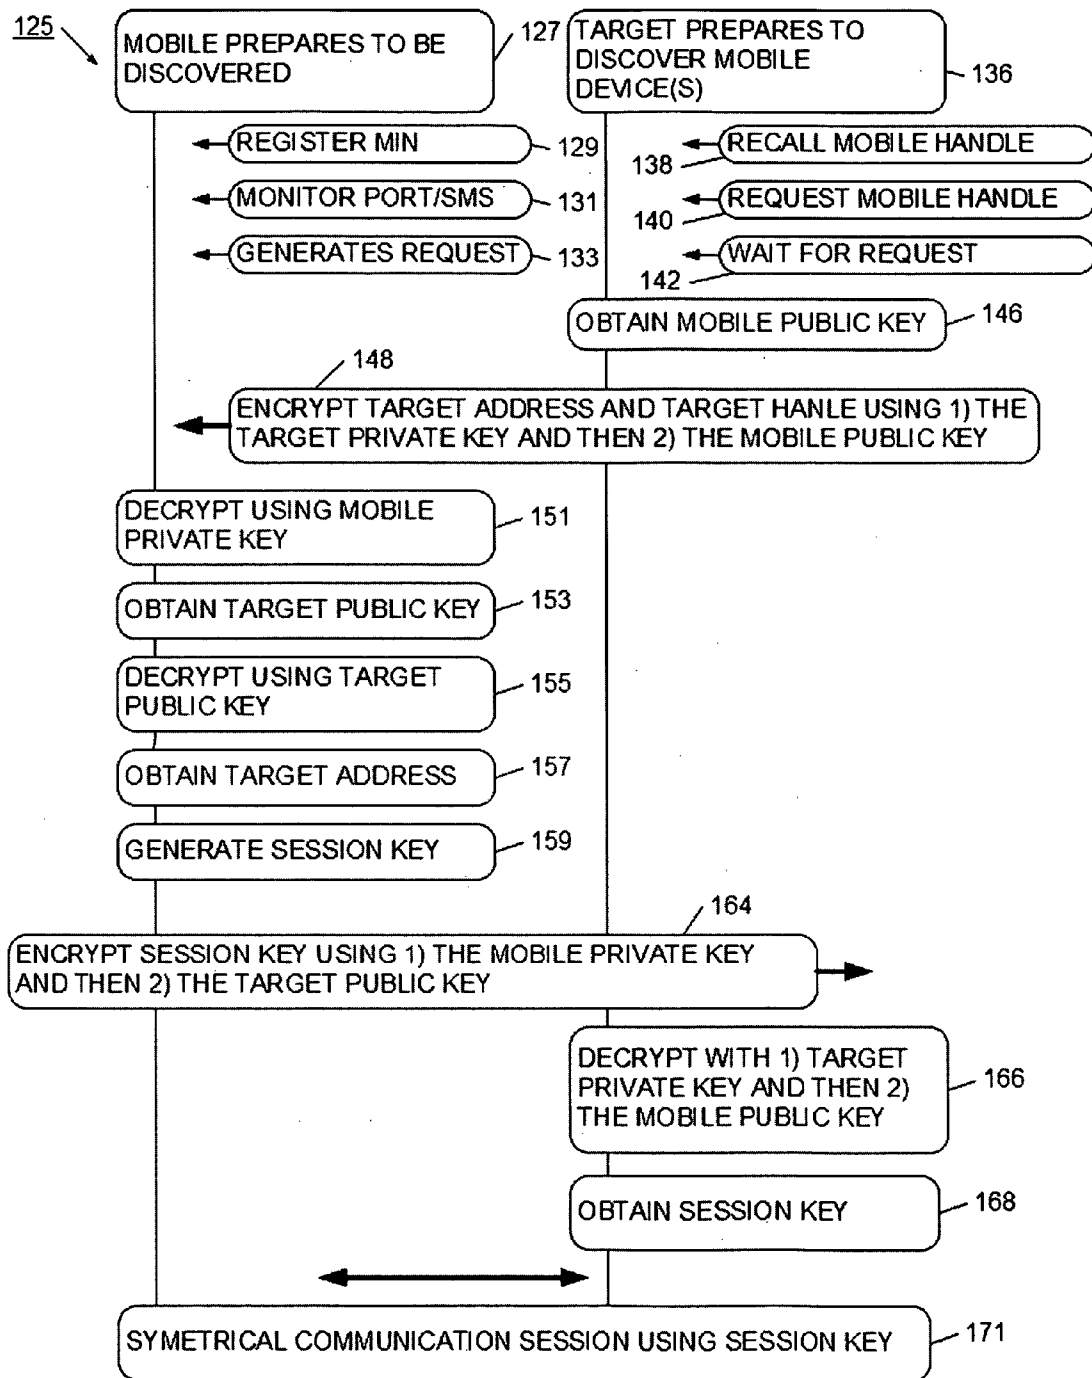 125
MOBILE PREPARES TO BE
DISCOVERED
127
TARGET PREPARES TO
DISCOVER MOBILE
DEVICE(S)
136
REGISTER MIN
129
RECALL MOBILE HANDLE
138
MONITOR PORT/SMS
131
REQUEST MOBILE HANDLE
140
GENERATES REQUEST
133
WAIT FOR REQUEST
142
OBTAIN MOBILE PUBLIC KEY
146
148
ENCRYPT TARGET ADDRESS AND TARGET HANLE USING 1) THE
TARGET PRIVATE KEY AND THEN 2) THE MOBILE PUBLIC KEY
DECRYPT USING MOBILE
PRIVATE KEY
151
OBTAIN TARGET PUBLIC KEY
153
DECRYPT USING TARGET
PUBLIC KEY
155
OBTAIN TARGET ADDRESS
157
GENERATE SESSION KEY
159
164
ENCRYPT SESSION KEY USING 1) THE MOBILE PRIVATE KEY
AND THEN 2) THE TARGET PUBLIC KEY
DECRYPT WITH 1) TARGET
PRIVATE KEY AND THEN 2)
THE MOBILE PUBLIC KEY
166
OBTAIN SESSION KEY
168
SYMETRICAL COMMUNICATION SESSION USING SESSION KEY
171